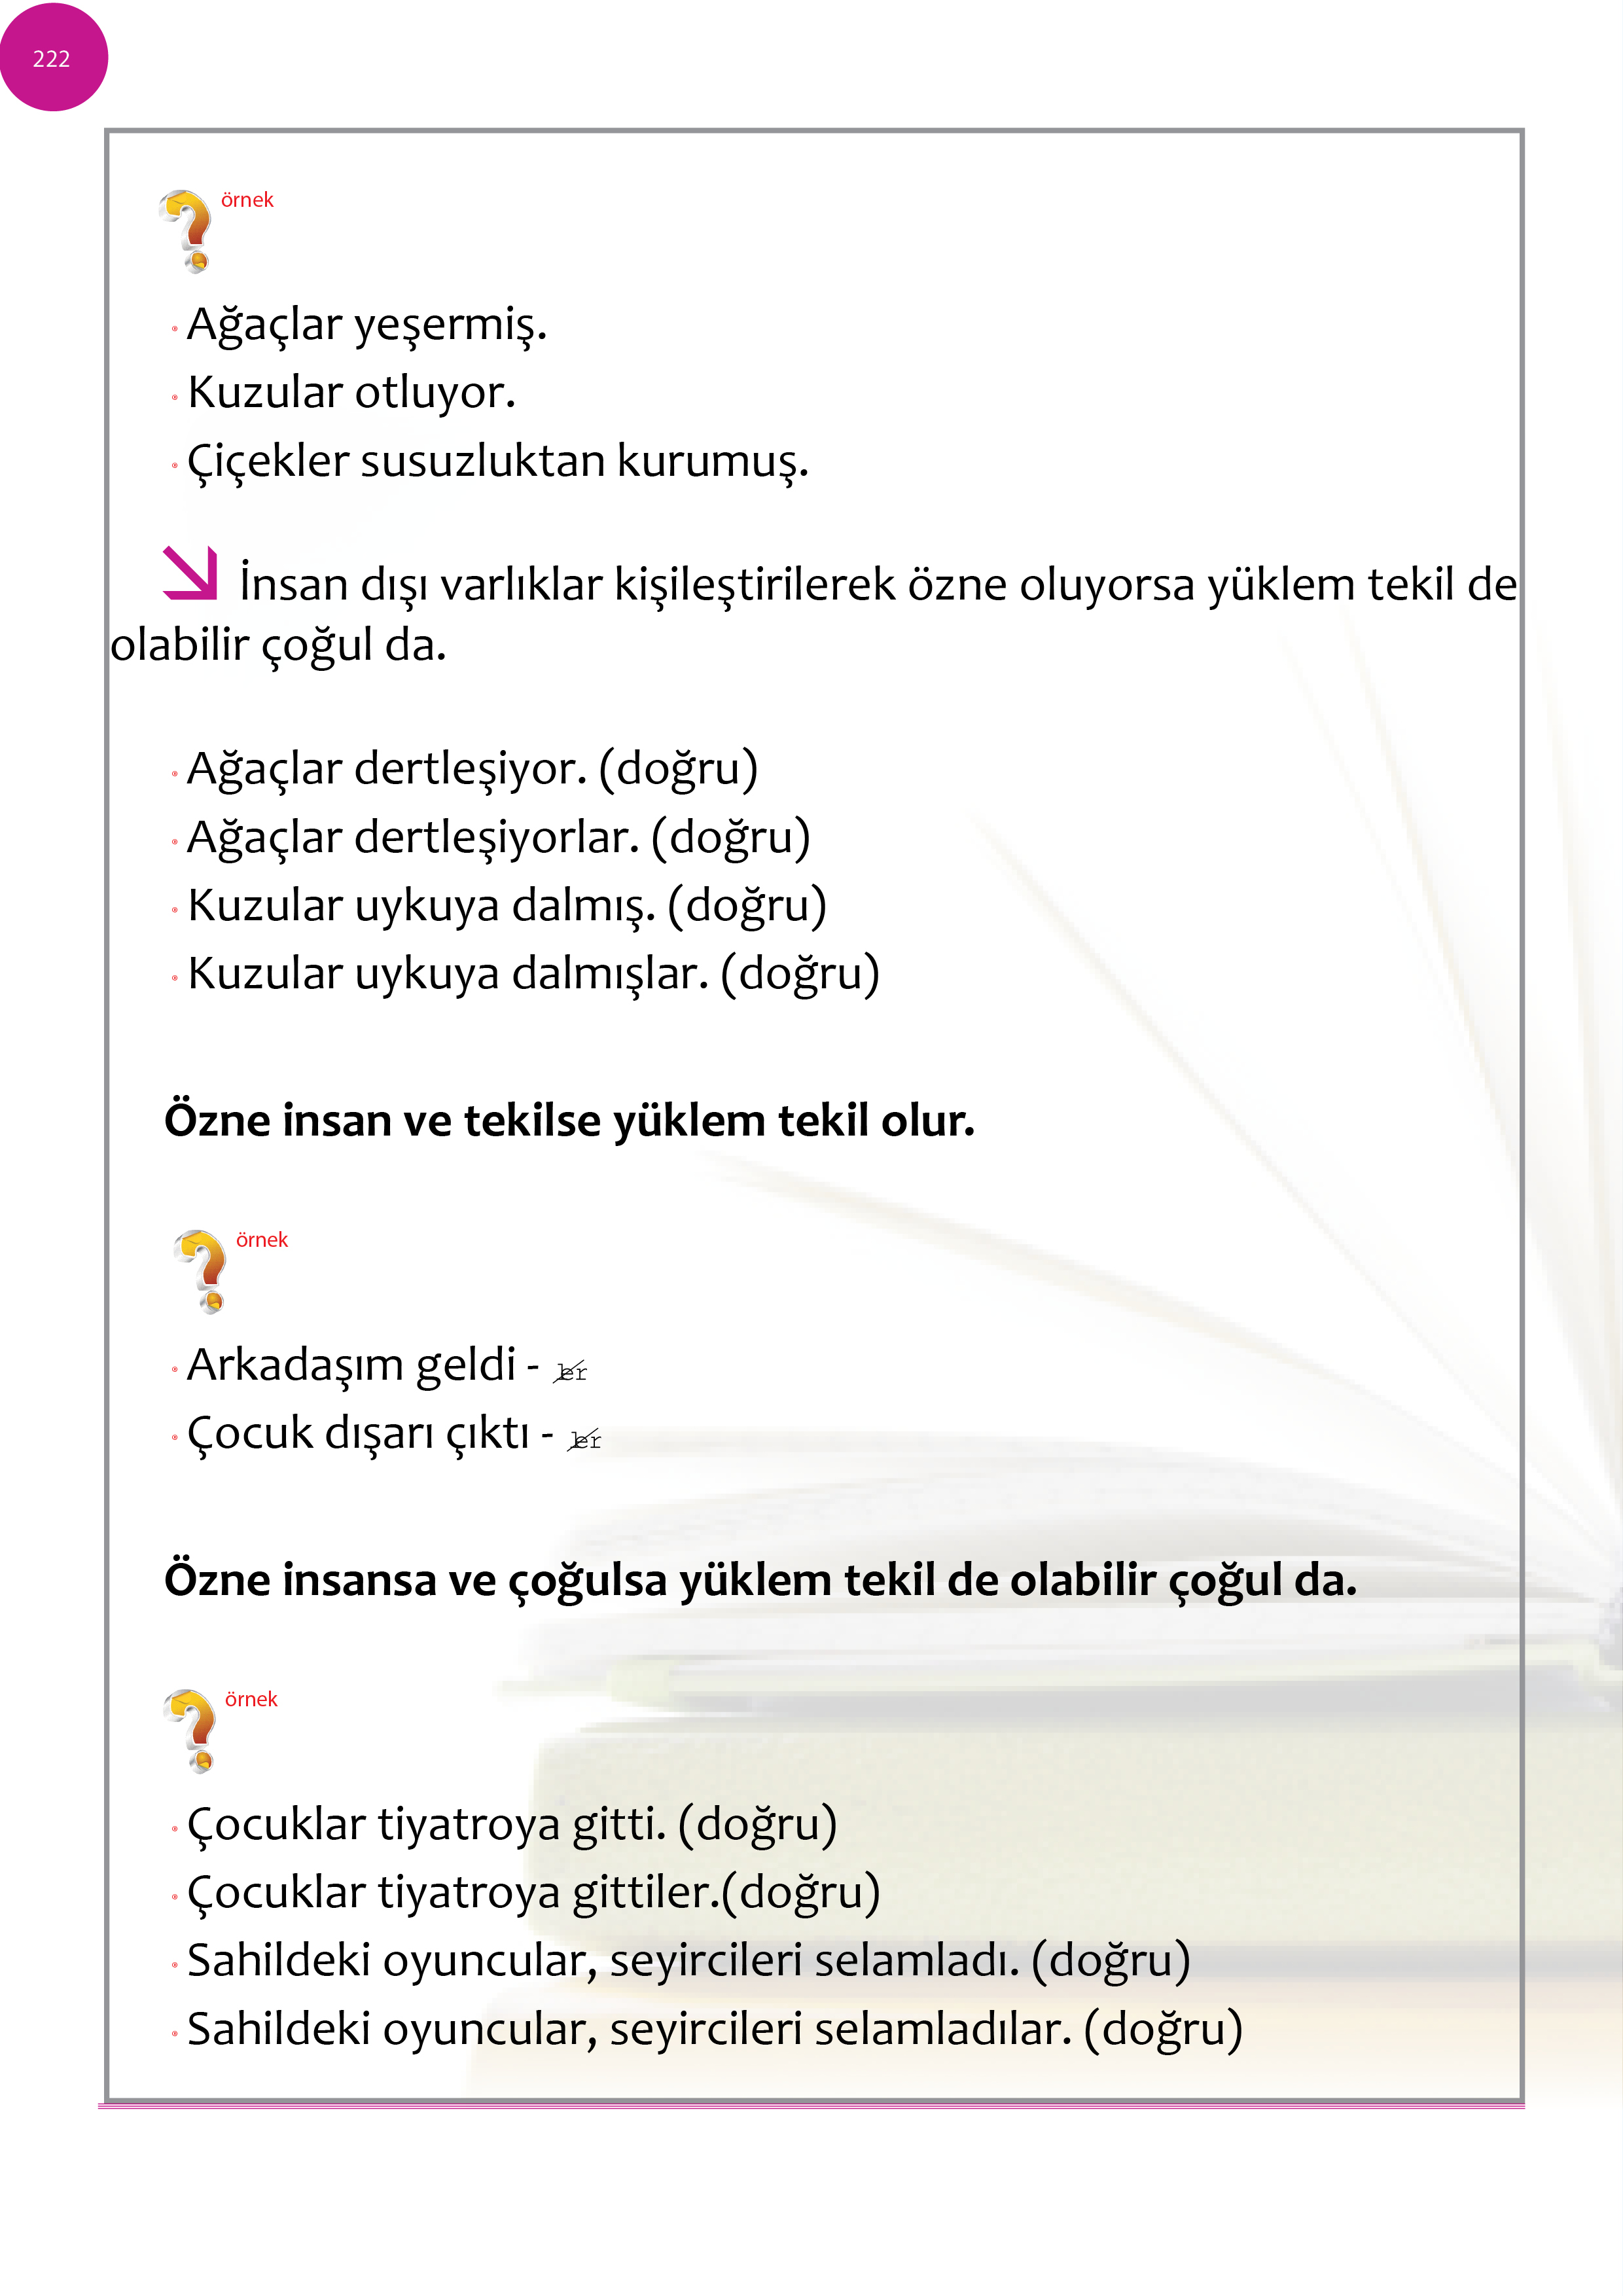 222
örnek
Ağaçlar yeşermiş.
Kuzular otluyor.
Çiçekler susuzluktan kurumuş.
İnsan dışı varlıklar kişileştirilerek özne oluyorsa yüklem tekil de
olabilir çoğul da.
Ağaçlar dertleşiyor. (doğru)
Ağaçlar dertleşiyorlar. (doğru)
Kuzular uykuya dalmış. (doğru)
Kuzular uykuya dalmışlar. (doğru)
Özne insan ve tekilse yüklem tekil olur.
örnek
Arkadaşım geldi - ler
Çocuk dışarı çıktı - ler
Özne insansa ve çoğulsa yüklem tekil de olabilir çoğul da.
örnek
Çocuklar tiyatroya gitti. (doğru)
Çocuklar tiyatroya gittiler.(doğru)
Sahildeki oyuncular, seyircileri selamladı. (doğru)
Sahildeki oyuncular, seyircileri selamladılar. (doğru)